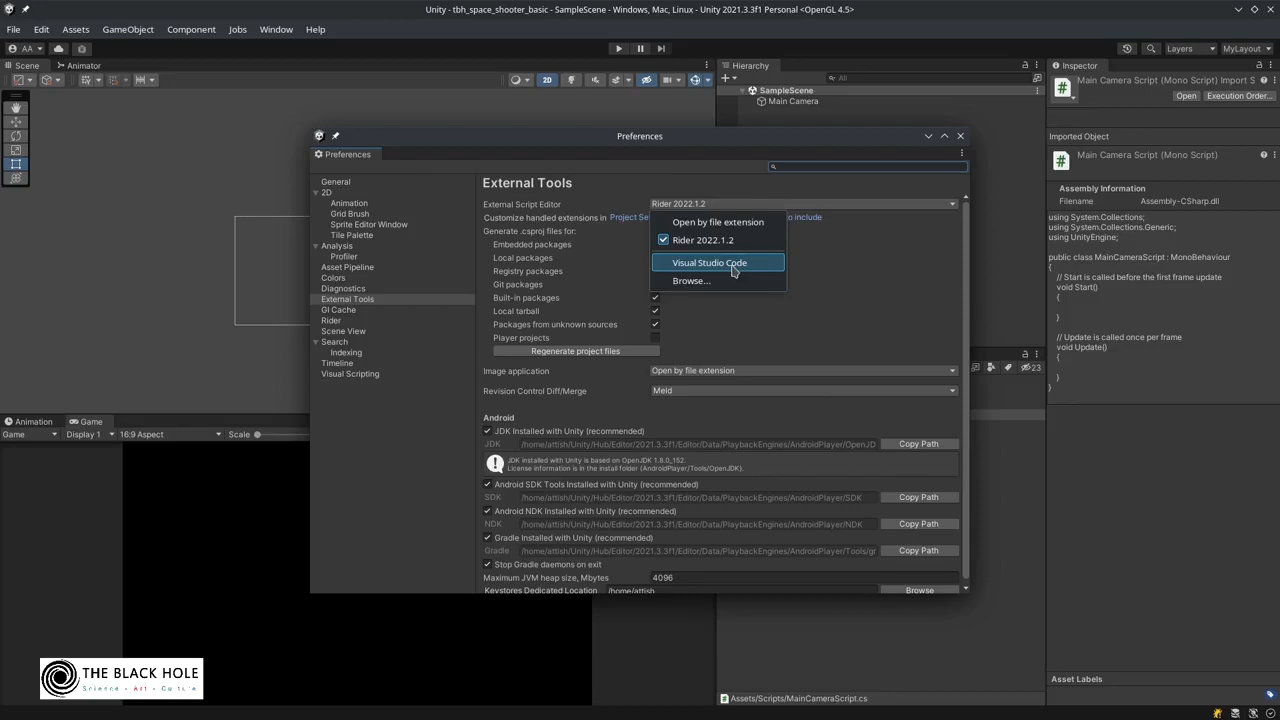 Unity - tbh_space_shooter_basic - SampleScene - Windows, Mac, Linux - Unity 2021.3.3f1 Personal <OpenGL 4.5>
File Edit Assets GameObject Component Jobs Window Help
AA Layers MyLayout
Scene Animator
2D
Hierarchy
All
SampleScene
Main Camera
Inspector
Main Camera Script (Mono Script) Import S
Open Execution Order...
Imported Object
Main Camera Script (Mono Script)
Assembly Information
Filename Assembly-CSharp.dll
using System.Collections;
using System.Collections.Generic;
using UnityEngine;
public class MainCameraScript : MonoBehaviour
{
// Start is called before the first frame update
void Start()
{
}
// Update is called once per frame
void Update()
{
}
}
Preferences
Preferences
General
2D
Animation
Grid Brush
Sprite Editor Window
Tile Palette
Analysis
Profiler
Asset Pipeline
Colors
Diagnostics
External Tools
GI Cache
Rider
Scene View
Search
Indexing
Timeline
Visual Scripting
External Tools
External Script Editor Rider 2022.1.2
Customize handled extensions in Project Se o include
Generate .csproj files for:
Embedded packages
Local packages
Registry packages
Git packages
Built-in packages
Local tarball
Packages from unknown sources
Player projects
Regenerate project files
Open by file extension
Rider 2022.1.2
Visual Studio Code
Browse...
Image application Open by file extension
Revision Control Diff/Merge Meld
Android
JDK Installed with Unity (recommended)
JDK /home/attish/Unity/Hub/Editor/2021.3.3f1/Editor/Data/PlaybackEngines/AndroidPlayer/OpenJD Copy Path
JDK installed with Unity is based on OpenJDK 1.8.0_152.
License information is in the install folder (AndroidPlayer/Tools/OpenJDK).
Android SDK Tools Installed with Unity (recommended)
SDK /home/attish/Unity/Hub/Editor/2021.3.3f1/Editor/Data/PlaybackEngines/AndroidPlayer/SDK Copy Path
Android NDK Installed with Unity (recommended)
NDK /home/attish/Unity/Hub/Editor/2021.3.3f1/Editor/Data/PlaybackEngines/AndroidPlayer/NDK Copy Path
Gradle Installed with Unity (recommended)
Gradle /home/attish/Unity/Hub/Editor/2021.3.3f1/Editor/Data/PlaybackEngines/AndroidPlayer/Tools/gr Copy Path
Stop Gradle daemons on exit
Maximum JVM heap size, Mbytes 4096
Keystores Dedicated Location /home/attish Browse
23
Animation Game
Game Display 1 16:9 Aspect Scale
THE BLACK HOLE
Science • Art • Culture
Assets/Scripts/MainCameraScript.cs
Asset Labels